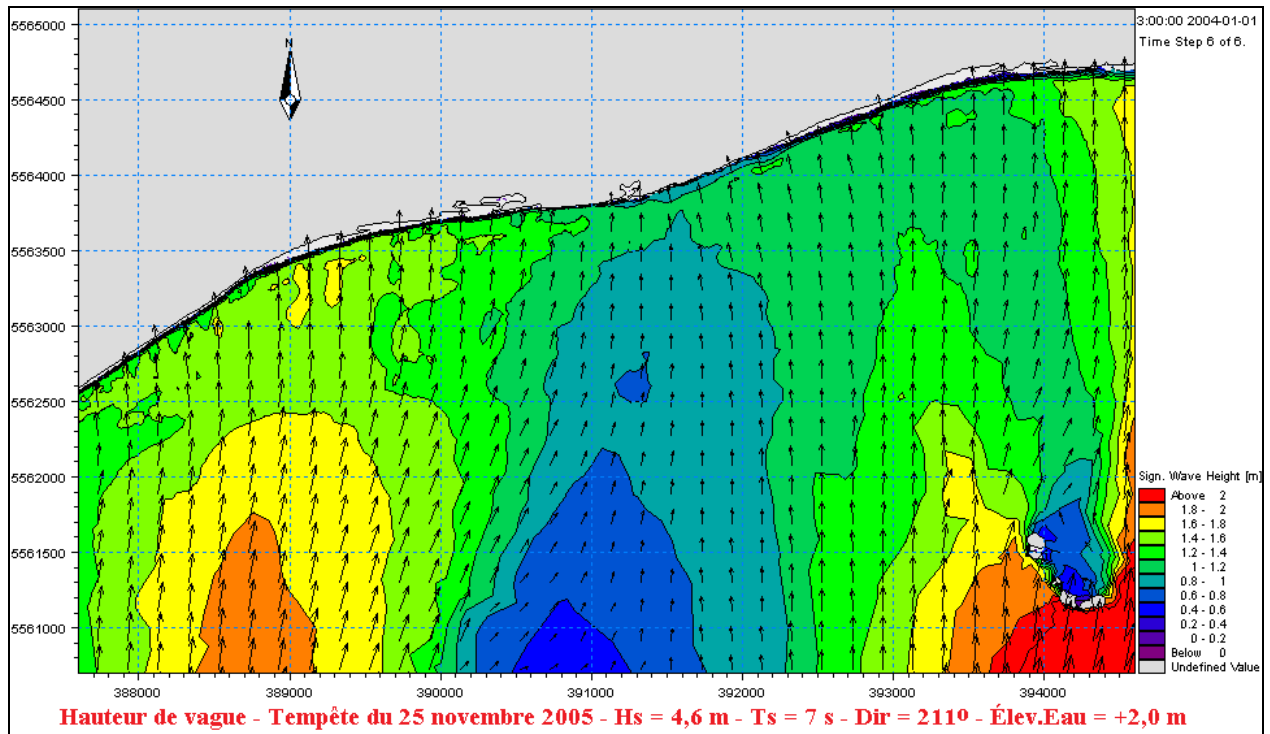 3:00:00 2004-01-01
Time Step 6 of 6.
N
5565000
5564500
5564000
5563500
5563000
5562500
5562000
5561500
5561000
388000 389000 390000 391000 392000 393000 394000
Sign. Wave Height [m]
Above 2
1.8 - 2
1.6 - 1.8
1.4 - 1.6
1.2 - 1.4
1 - 1.2
0.8 - 1
0.6 - 0.8
0.4 - 0.6
0.2 - 0.4
0 - 0.2
Below 0
Undefined Value
Hauteur de vague - Tempête du 25 novembre 2005 - Hs = 4,6 m - Ts = 7 s - Dir = 211º - Élev.Eau = +2,0 m